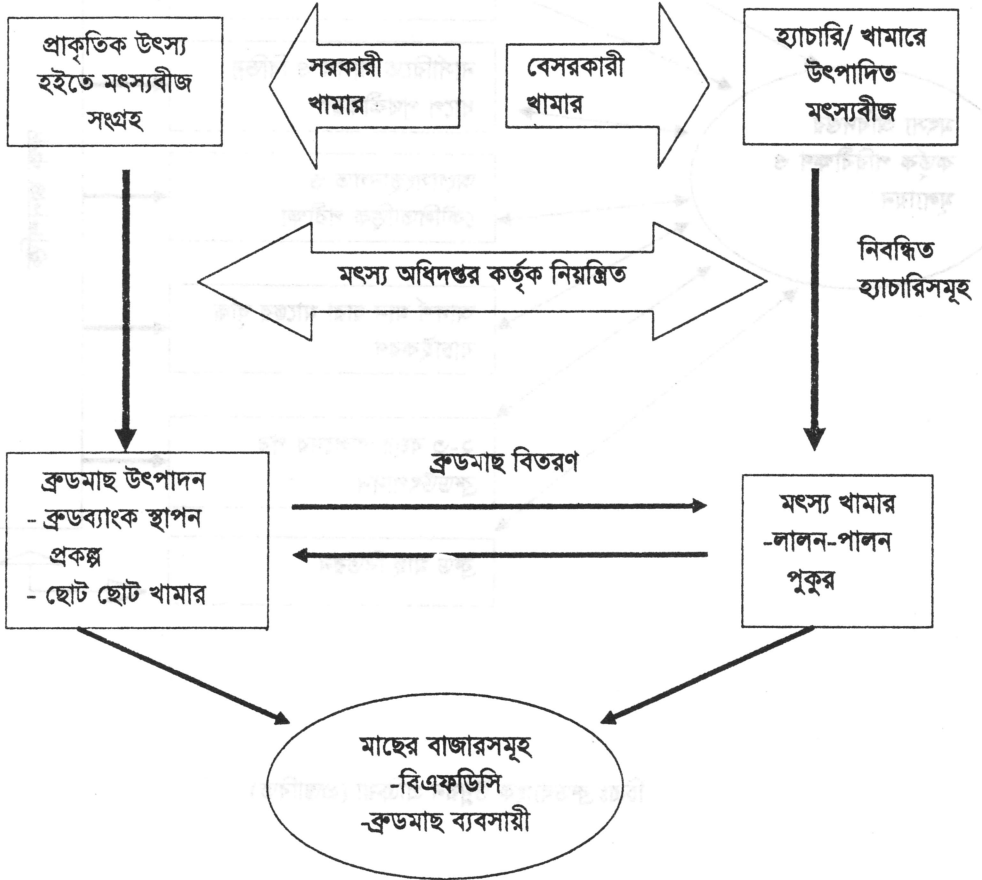 প্রাকৃতিক উৎস্য
হইতে মৎস্যবীজ
সংগ্রহ
সরকারী
খামার
বেসরকারী
খামার
হ্যাচারি/ খামারে
উৎপাদিত
মৎস্যবীজ
মৎস্য অধিদপ্তর কর্তৃক নিয়ন্ত্রিত
নিবন্ধিত
হ্যাচারিসমূহ
ব্রুডমাছ উৎপাদন
- ব্রুডব্যাংক স্থাপন
প্রকল্প
- ছোট ছোট খামার
ব্রুডমাছ বিতরণ
মৎস্য খামার
-লালন-পালন
পুকুর
মাছের বাজারসমূহ
-বিএফডিসি
-ব্রুডমাছ ব্যবসায়ী